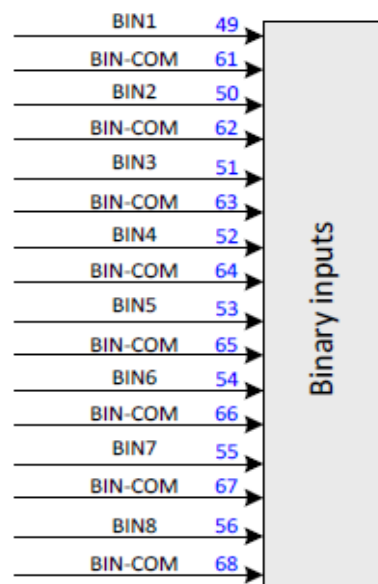 BIN1 49
BIN-COM 61
BIN2 50
BIN-COM 62
BIN3 51
BIN-COM 63
BIN4 52
BIN-COM 64
BIN5 53
BIN-COM 65
BIN6 54
BIN-COM 66
BIN7 55
BIN-COM 67
BIN8 56
BIN-COM 68
Binary inputs